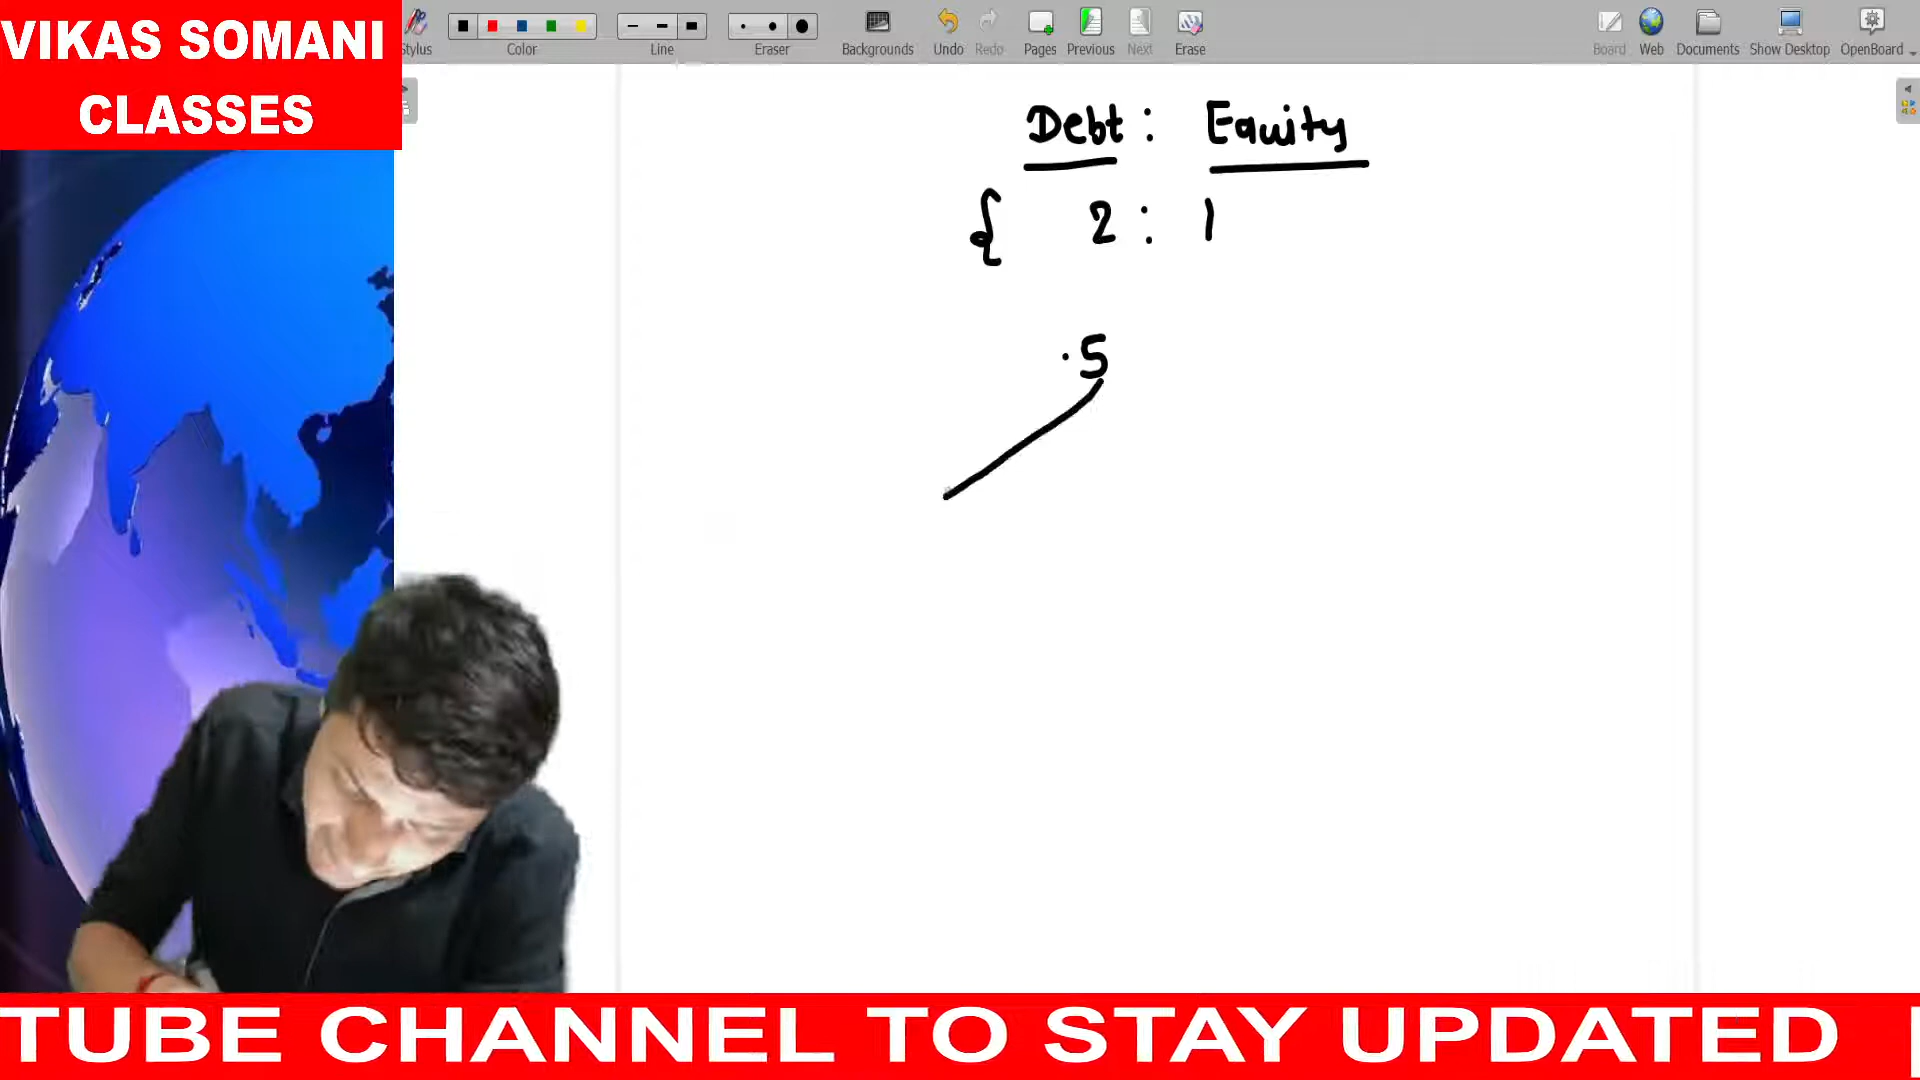 VIKAS SOMANI
CLASSES
Stylus
Color
Line
Eraser
Backgrounds
Undo
Redo
Pages
Previous
Next
Erase
Board
Web
Documents
Show Desktop
OpenBoard
Debt : Equity
{ 2 : 1
.5
TUBE CHANNEL TO STAY UPDATED